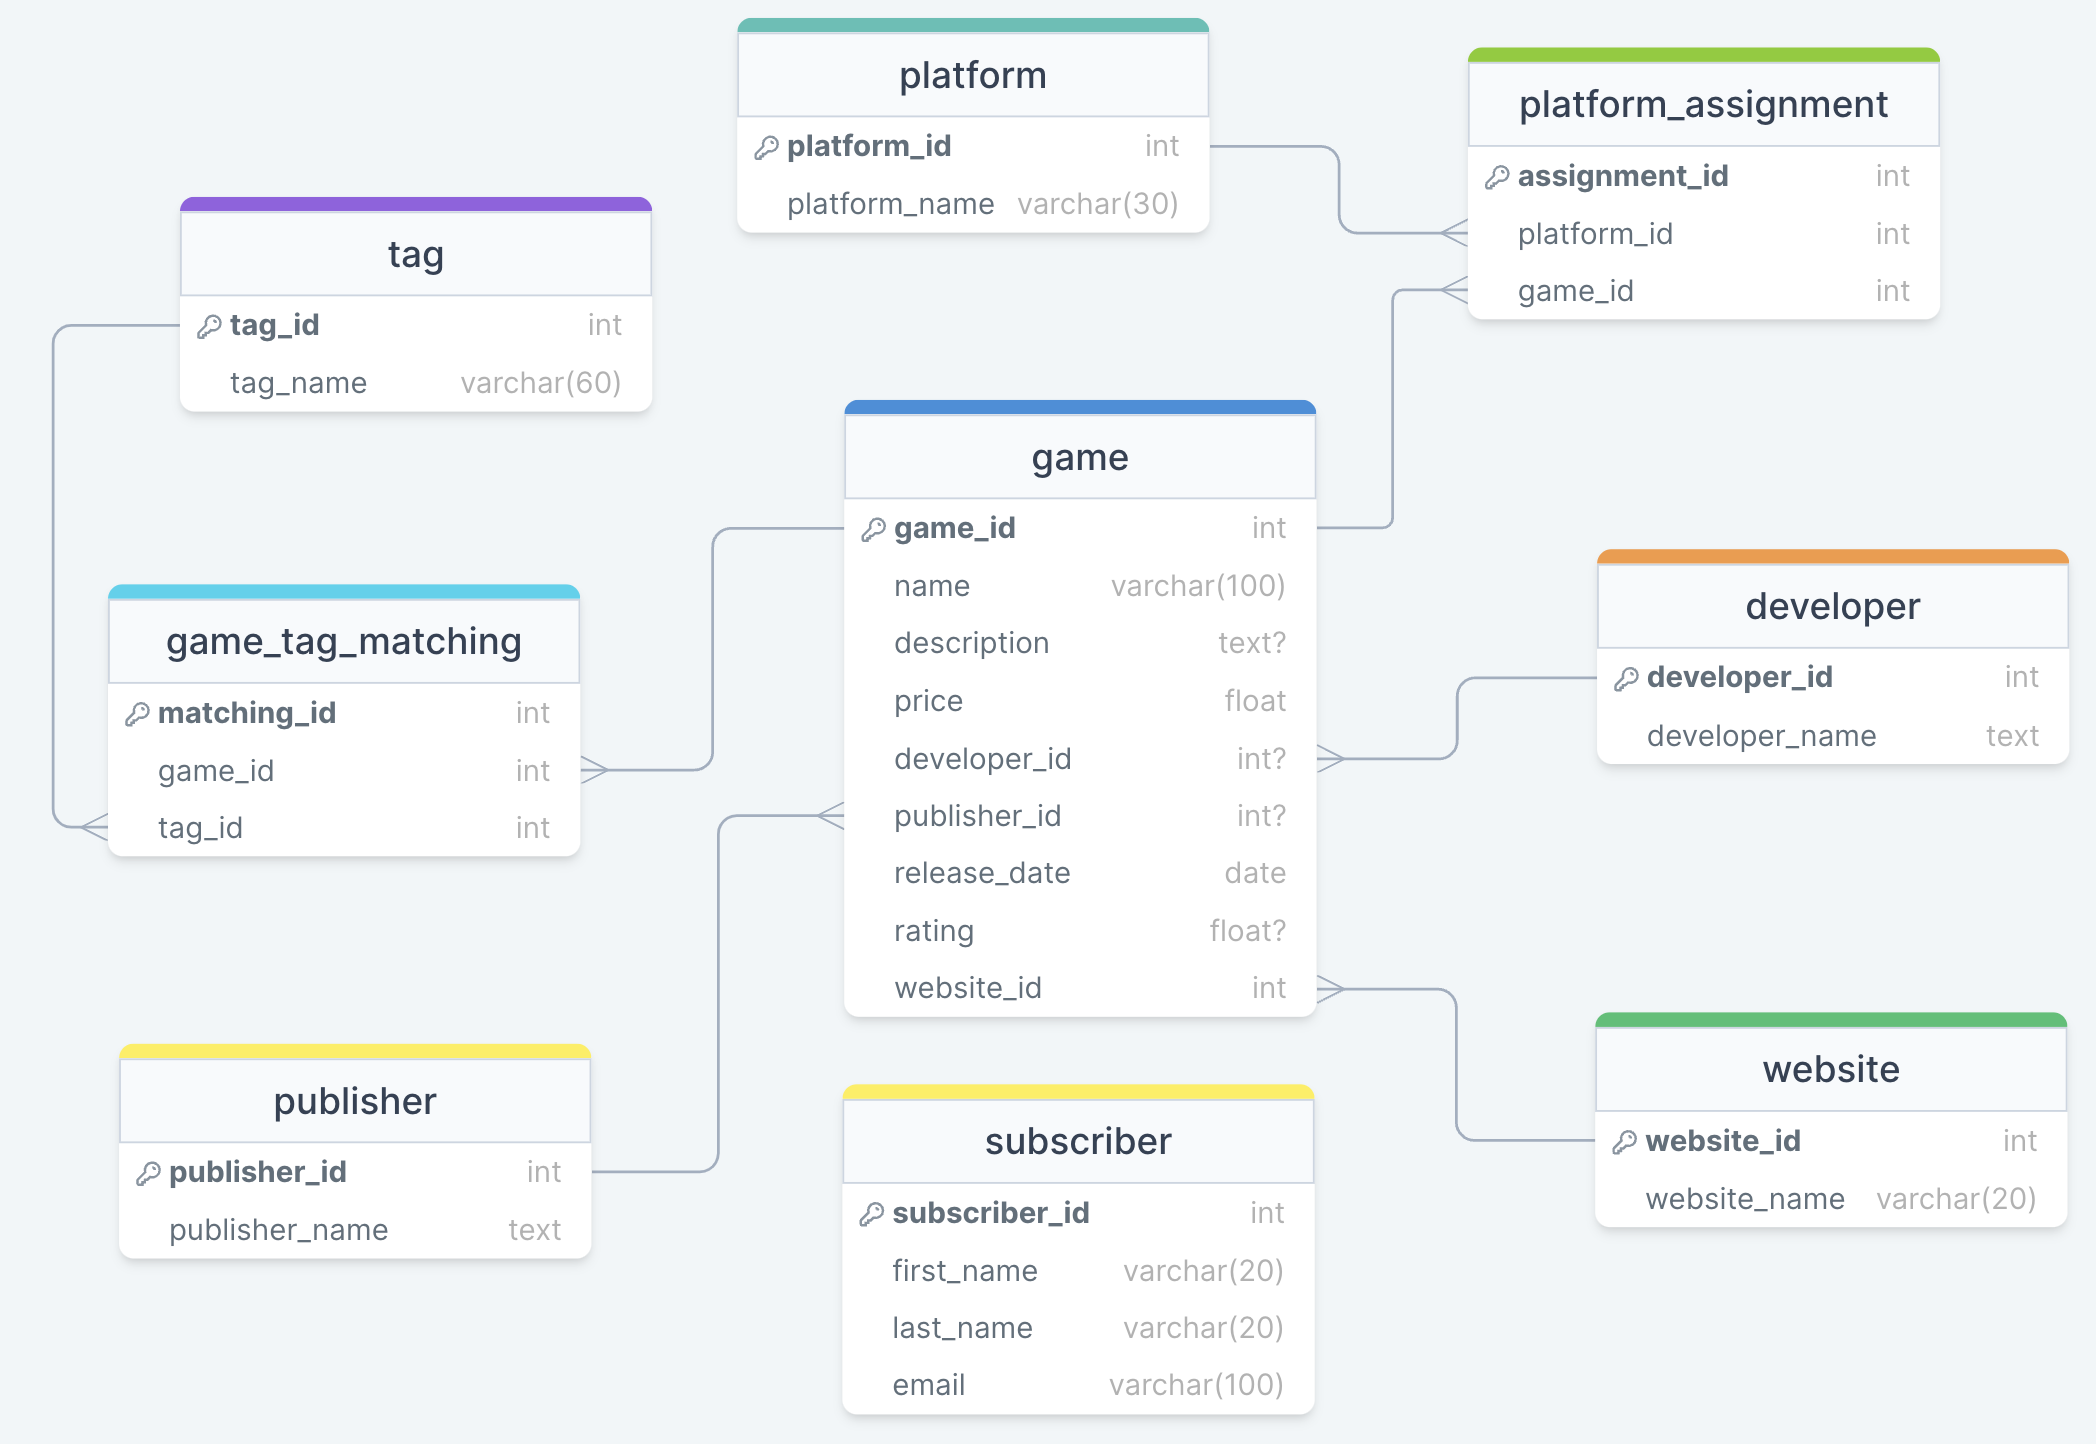 platform
platform_id int
platform_name varchar(30)
platform_assignment
assignment_id int
platform_id int
game_id int
tag
tag_id int
tag_name varchar(60)
game
game_id int
name varchar(100)
description text?
price float
developer_id int?
publisher_id int?
release_date date
rating float?
website_id int
developer
developer_id int
developer_name text
game_tag_matching
matching_id int
game_id int
tag_id int
publisher
publisher_id int
publisher_name text
subscriber
subscriber_id int
first_name varchar(20)
last_name varchar(20)
email varchar(100)
website
website_id int
website_name varchar(20)